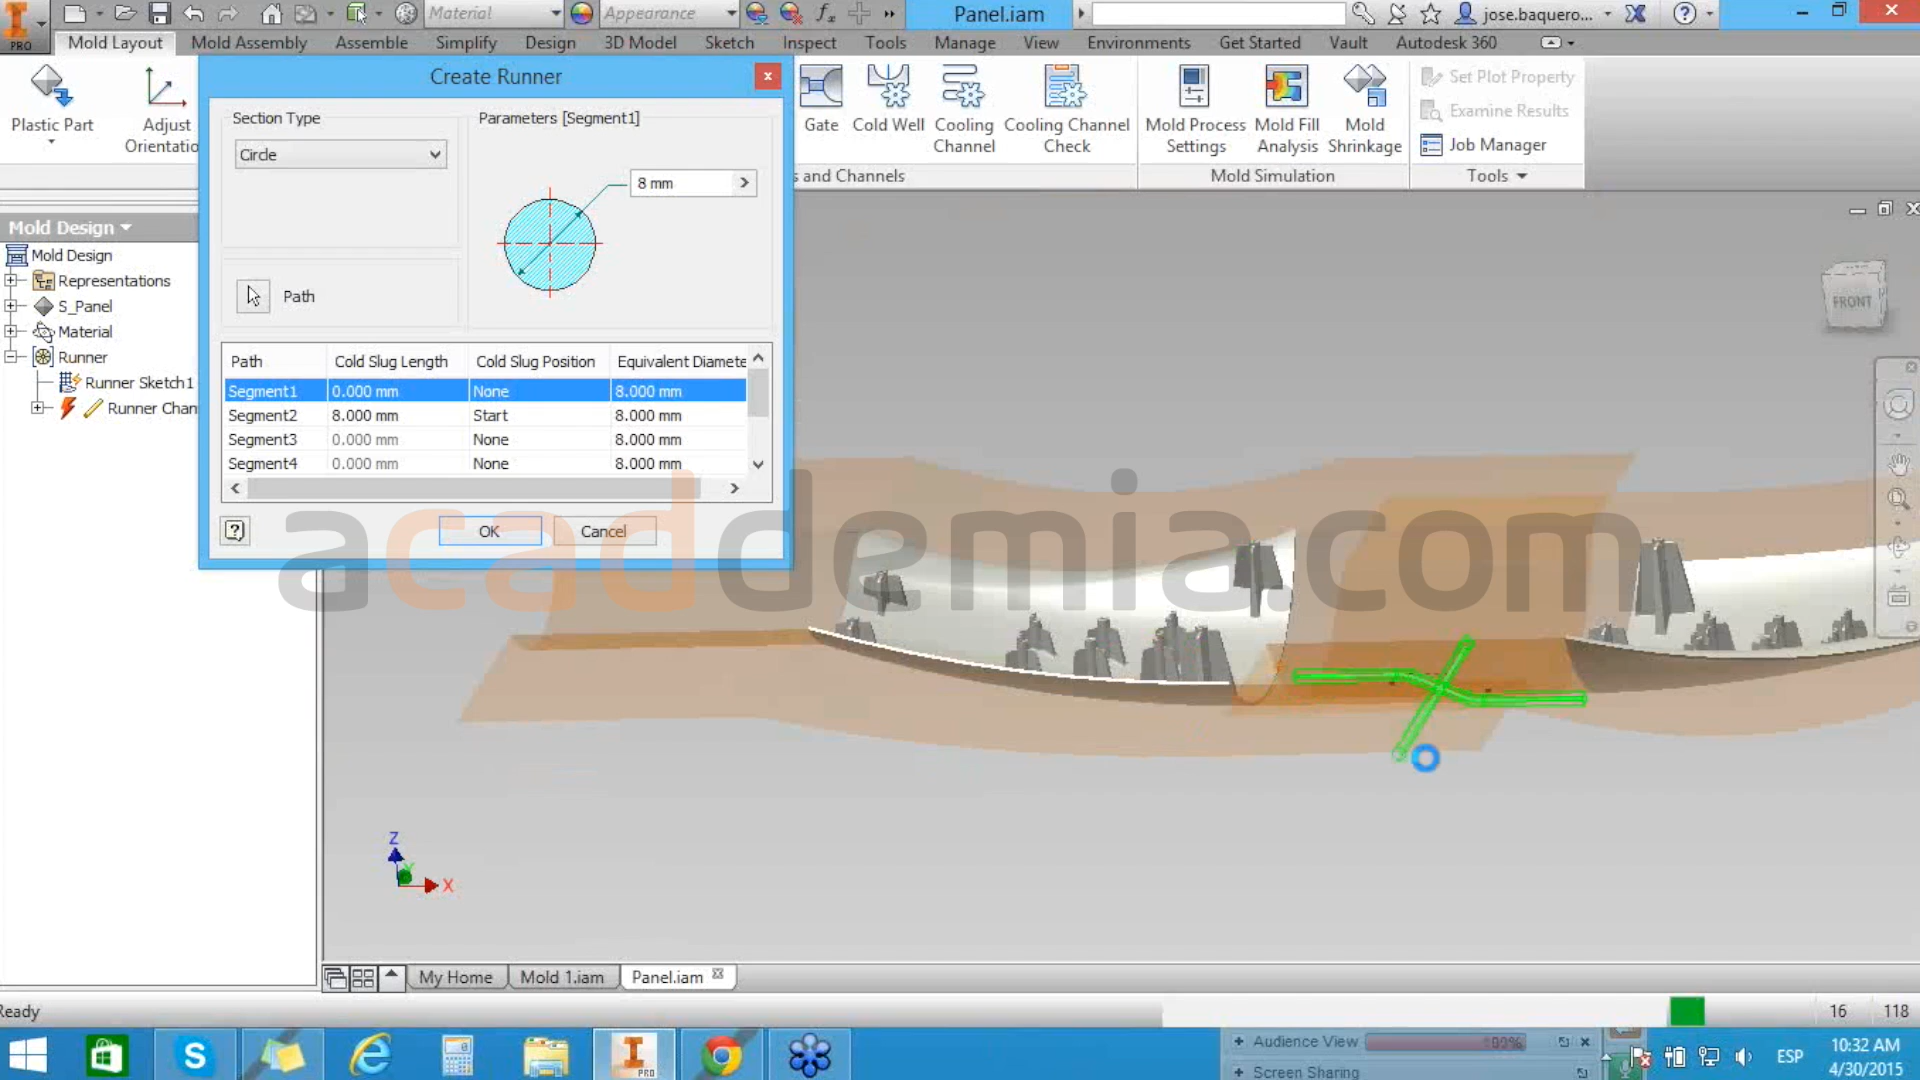 PRO
Material
Appearance
fx
Panel.iam
jose.baquero...
Mold Layout
Mold Assembly
Assemble
Simplify
Design
3D Model
Sketch
Inspect
Tools
Manage
View
Environments
Get Started
Vault
Autodesk 360
Plastic Part
Adjust
Orientatio
Create Runner
Section Type
Circle
Parameters [Segment1]
8 mm
Path
Path
Cold Slug Length
Cold Slug Position
Equivalent Diamete
Segment1
0.000 mm
None
8.000 mm
Segment2
8.000 mm
Start
8.000 mm
Segment3
0.000 mm
None
8.000 mm
Segment4
0.000 mm
None
8.000 mm
OK
Cancel
Gate
Cold Well
Cooling
Channel
Cooling Channel
Check
Mold Process
Settings
Mold Fill
Analysis
Mold
Shrinkage
Set Plot Property
Examine Results
Job Manager
s and Channels
Mold Simulation
Tools
Mold Design
Mold Design
Representations
S_Panel
Material
Runner
Runner Sketch1
Runner Chan
FRONT
acaddemia.com
Z
Y
X
My Home
Mold 1.iam
Panel.iam
Ready
16
118
PRO
Audience View
100%
Screen Sharing
ESP
10:32 AM
4/30/2015